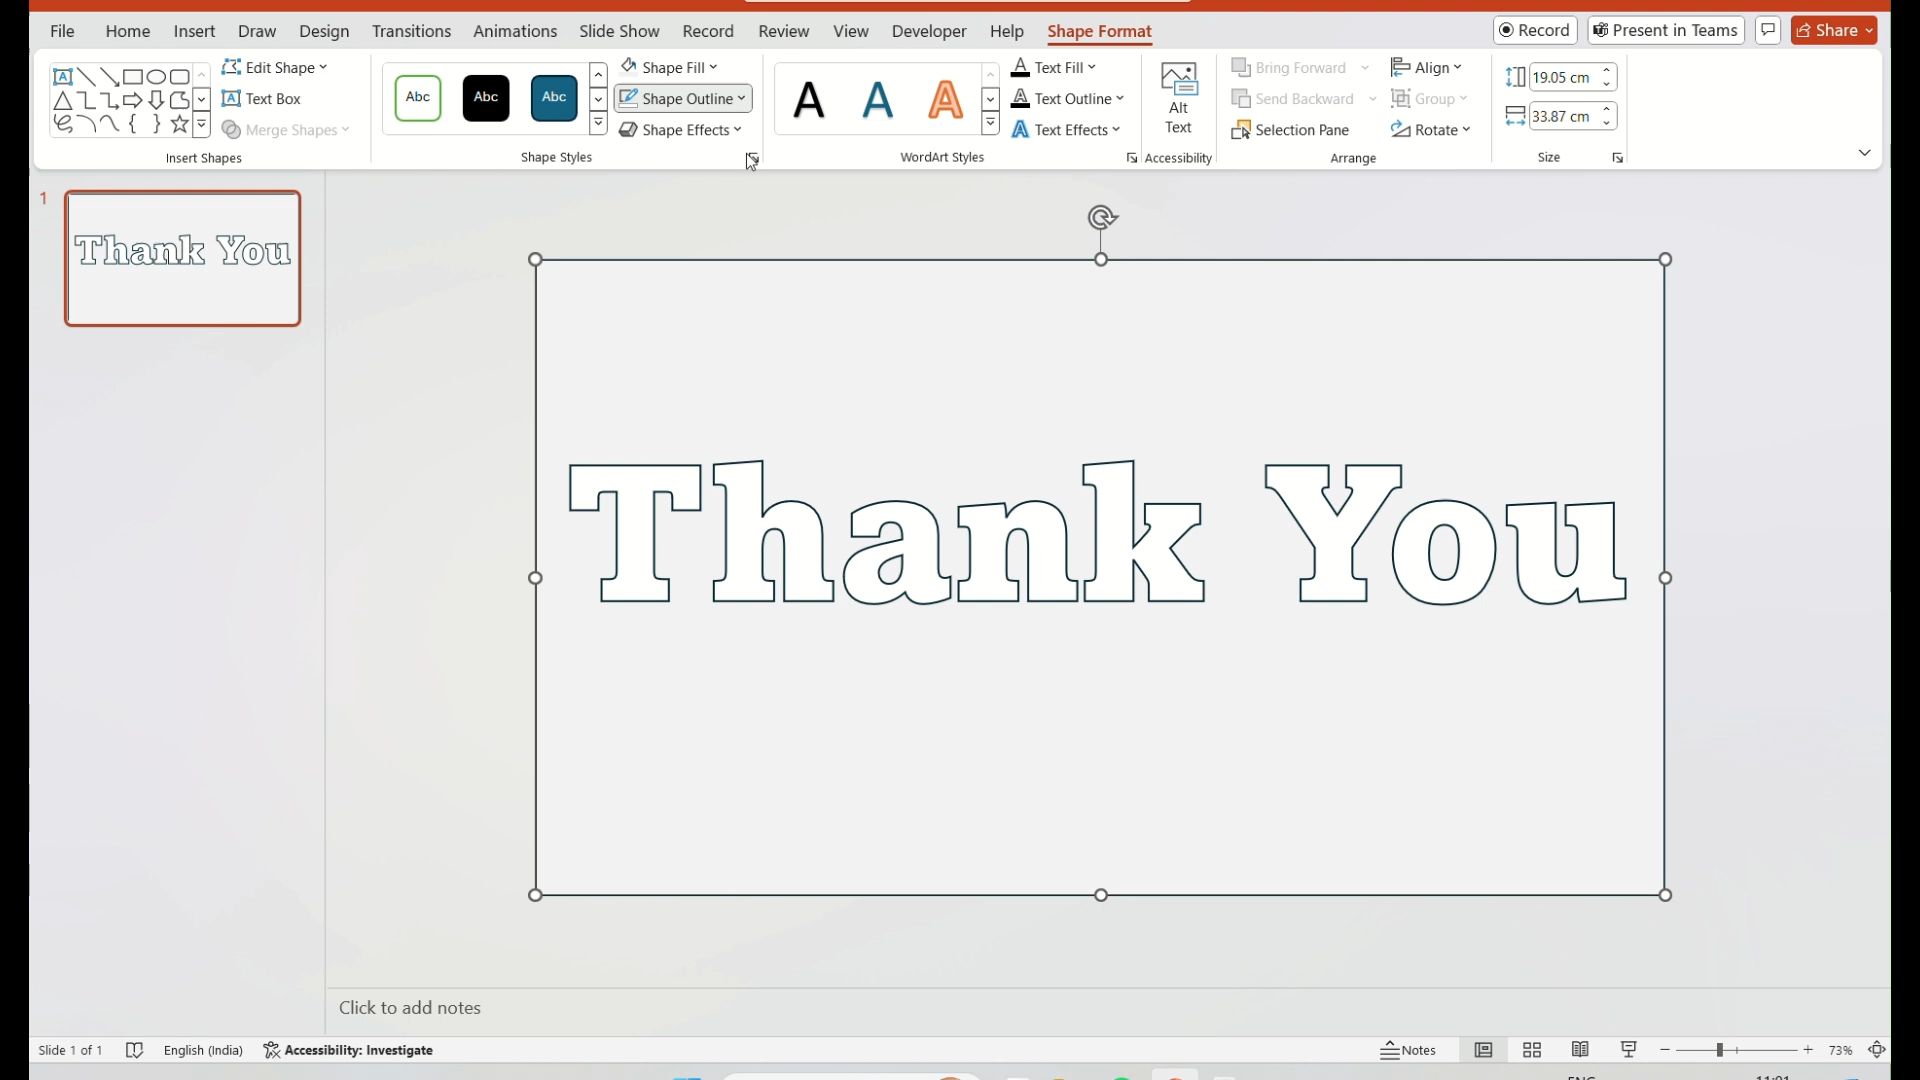 File Home Insert Draw Design Transitions Animations Slide Show Record Review View Developer Help Shape Format Record Present in Teams Share
Edit Shape
Text Box
Merge Shapes
Insert Shapes
Abc Abc Abc
Shape Fill
Shape Outline
Shape Effects
Shape Styles
A A A
Text Fill
Text Outline
Text Effects
WordArt Styles
Alt
Text
Accessibility
Bring Forward
Send Backward
Selection Pane
Align
Group
Rotate
Arrange
19.05 cm
33.87 cm
Size
1
Thank You
Thank You
Click to add notes
Slide 1 of 1 English (India) Accessibility: Investigate Notes 73%